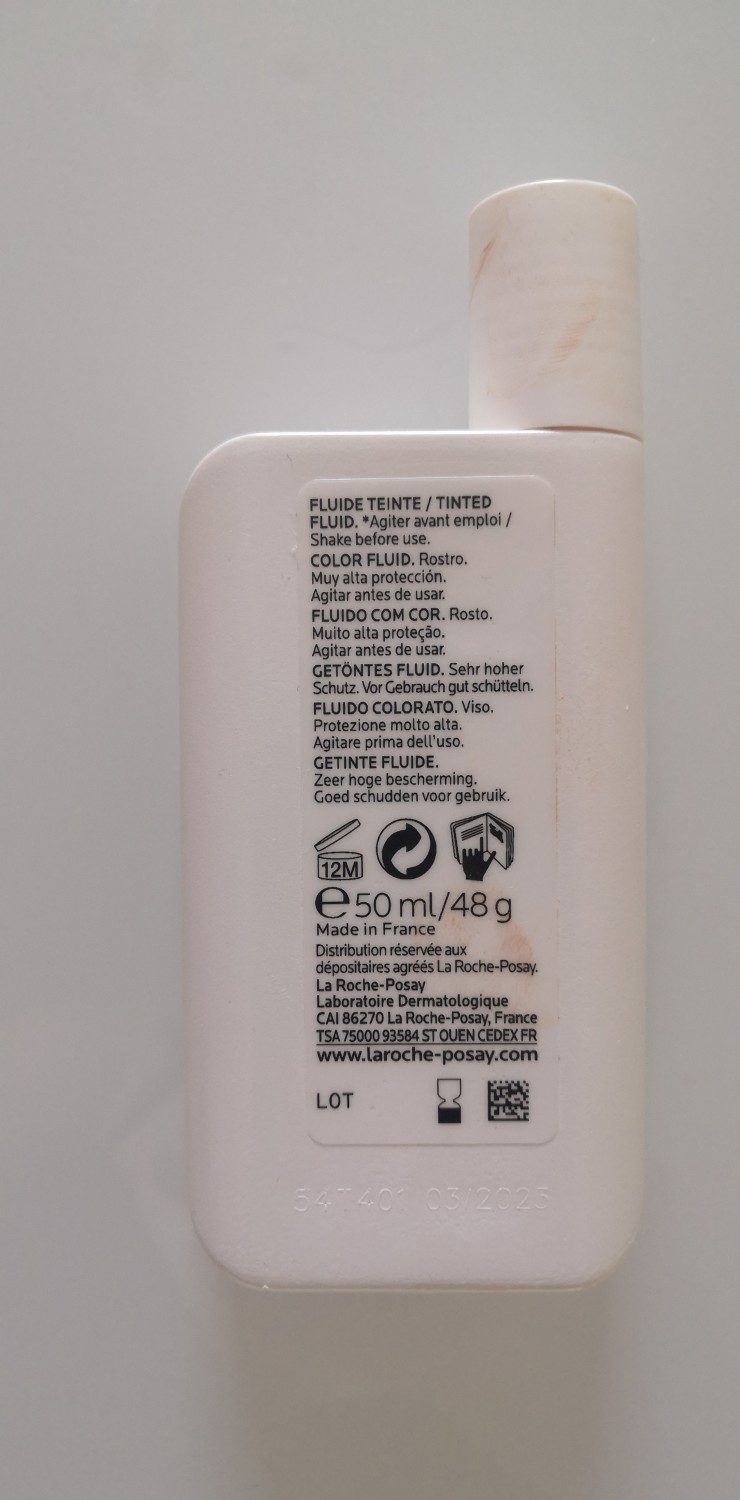 FLUIDE TEINTE / TINTED
FLUID. *Agiter avant emploi /
Shake before use.
COLOR FLUID. Rostro.
Muy alta protección.
Agitar antes de usar.
FLUIDO COM COR. Rosto.
Muito alta proteção.
Agitar antes de usar.
GETÖNTES FLUID. Sehr hoher
Schutz. Vor Gebrauch gut schütteln.
FLUIDO COLORATO. Viso.
Protezione molto alta.
Agitare prima dell'uso.
GETINTE FLUIDE.
Zeer hoge bescherming.
Goed schudden voor gebruik.
12M
℮ 50 ml/48 g
Made in France
Distribution réservée aux
dépositaires agréés La Roche-Posay.
La Roche-Posay
Laboratoire Dermatologique
CAI 86270 La Roche-Posay, France
TSA 75000 93584 ST OUEN CEDEX FR
www.laroche-posay.com
LOT
54T401 03/2023